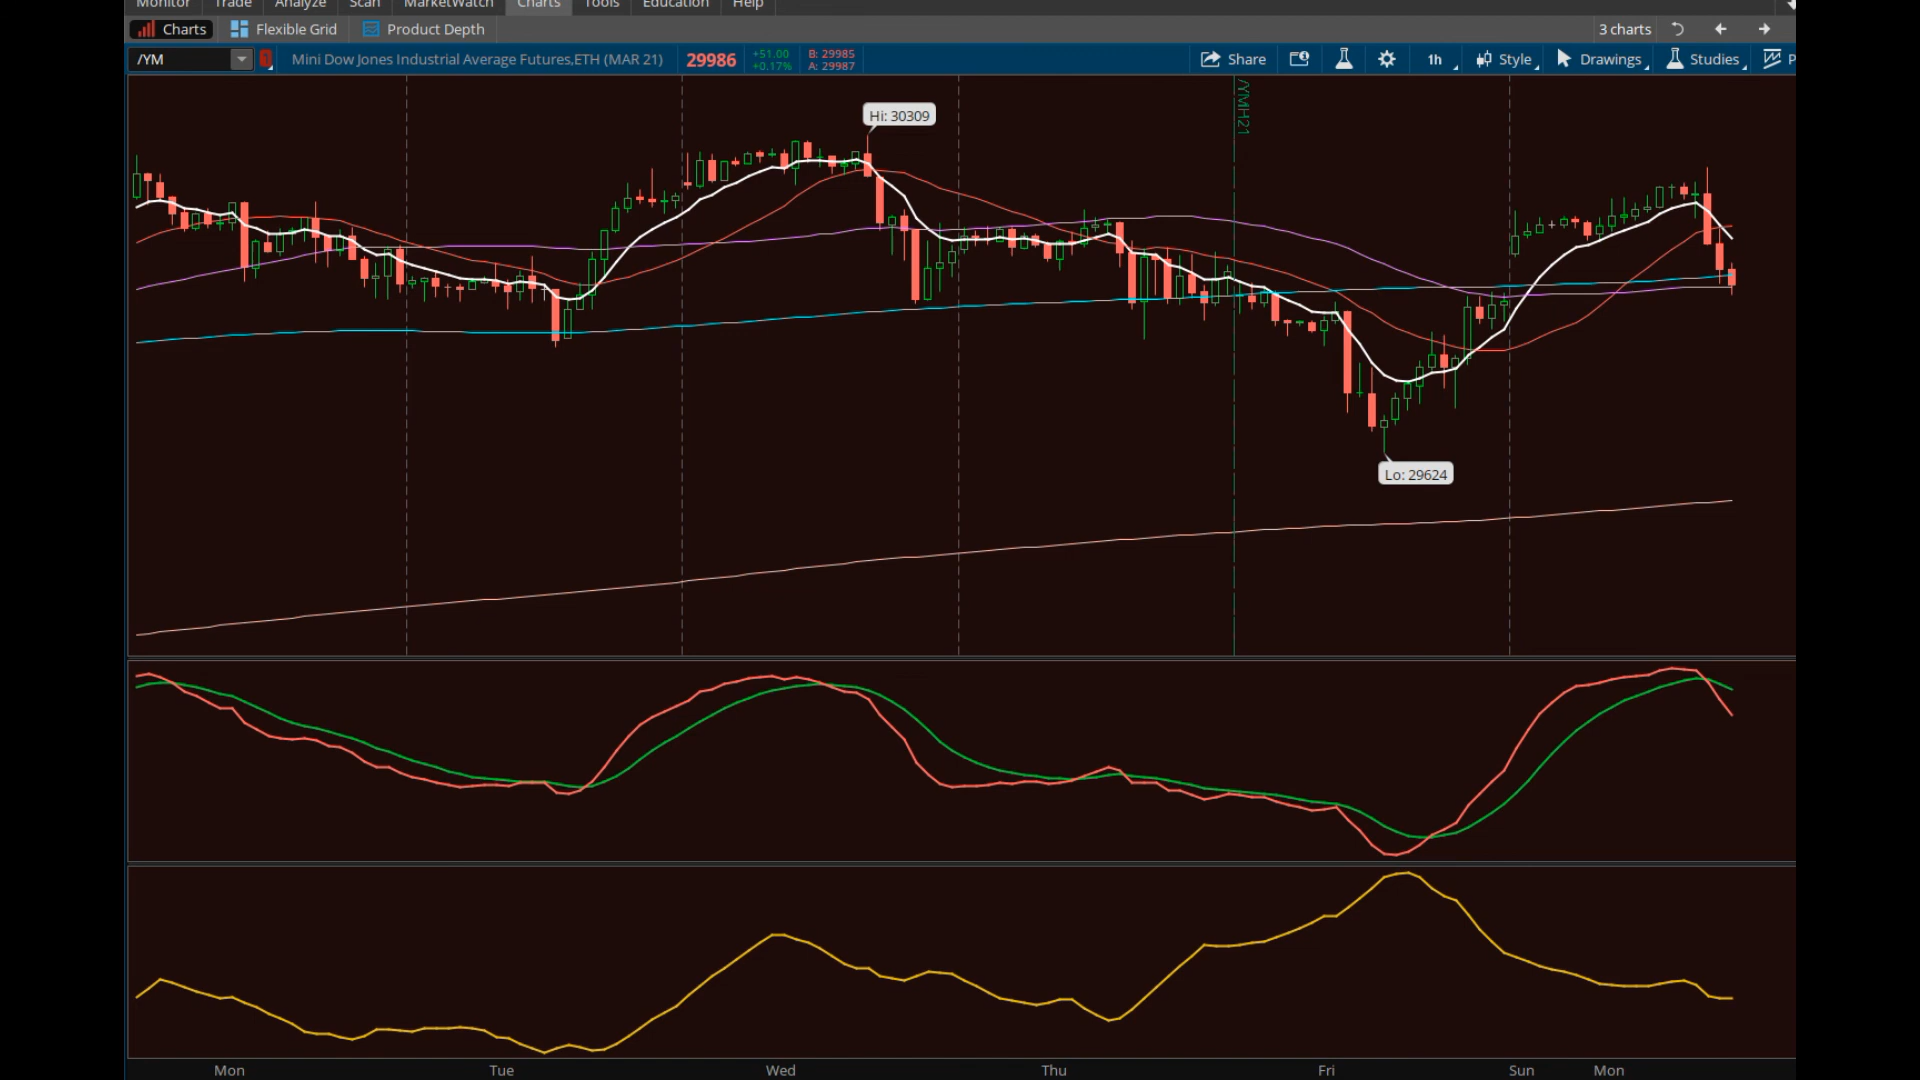 Monitor Trade Analyze Scan MarketWatch Charts Tools Education Help
Charts Flexible Grid Product Depth 3 charts
/YM 1 Mini Dow Jones Industrial Average Futures,ETH (MAR 21) 29986 +51.00 B: 29985 Share 1h Style Drawings Studies P
+0.17% A: 29987
/YMH21
Hi: 30309
Lo: 29624
Mon Tue Wed Thu Fri Sun Mon